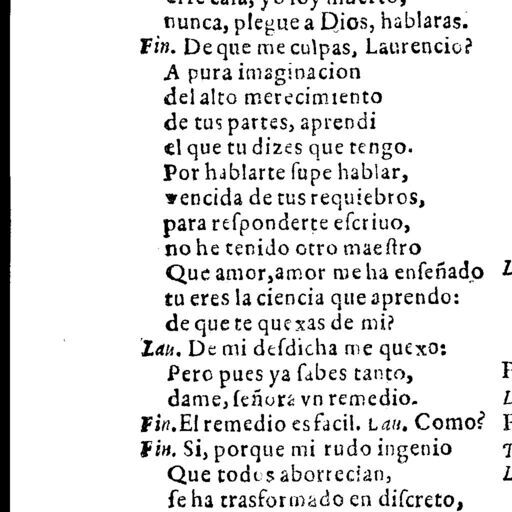 nunca, plegue a Dios, hablaras.
Fin. De que me culpas, Laurencio?
A pura imaginacion
del alto merecimiento
de tus partes, aprendi
el que tu dizes que tengo.
Por hablarte ſupe hablar,
vencida de tus requiebros,
para reſponderte eſcriuo,
no he tenido otro maeſtro
Que amor,amor me ha enſeñado
tu eres la ciencia que aprendo:
de que te quexas de mi?
Lau. De mi deſdicha me quexo:
Pero pues ya ſabes tanto,
dame, ſeñora vn remedio.
Fin. El remedio es facil. Lau. Como?
Fin. Si, porque mi rudo ingenio
Que todos aborrecian,
ſe ha trasformado en diſcreto,